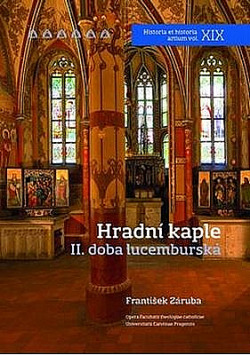 Historia et historia
artium vol. XIX
Hradní kaple
II. doba lucemburská
František Záruba
Opera Facultatis theologicae catholicae
Universitatis Carolinae Pragensis